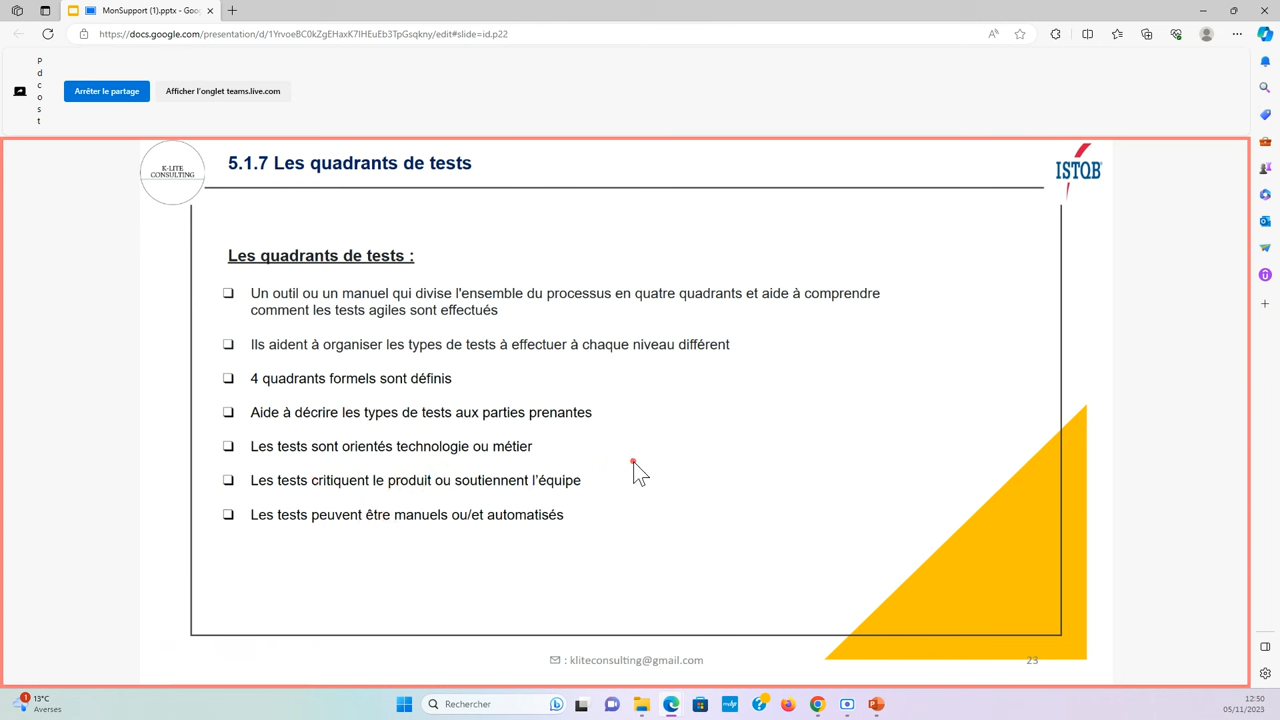 MonSupport (1).pptx - Goo
https://docs.google.com/presentation/d/1YrvoeBC0kZgEHaxK7IHEuEb3TpGsqkny/edit#slide=id.p22
P
d
c
o
s
t
Arrêter le partage
Afficher l'onglet teams.live.com
K-LITE
CONSULTING
5.1.7 Les quadrants de tests
ISTQB
Les quadrants de tests :
❑ Un outil ou un manuel qui divise l'ensemble du processus en quatre quadrants et aide à comprendre
comment les tests agiles sont effectués
❑ Ils aident à organiser les types de tests à effectuer à chaque niveau différent
❑ 4 quadrants formels sont définis
❑ Aide à décrire les types de tests aux parties prenantes
❑ Les tests sont orientés technologie ou métier
❑ Les tests critiquent le produit ou soutiennent l'équipe
❑ Les tests peuvent être manuels ou/et automatisés
: kliteconsulting@gmail.com
23
1
13°C
Averses
Rechercher
12:50
05/11/2023